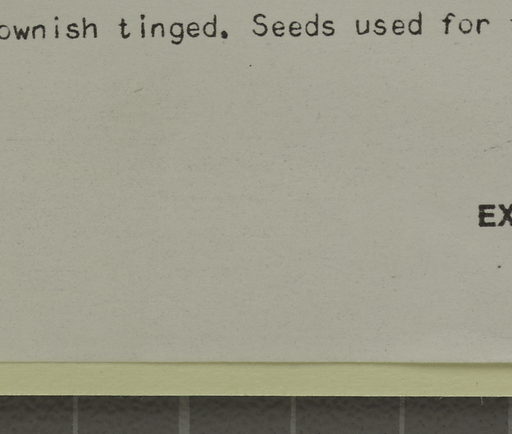 ownish tinged. Seeds used for
EX